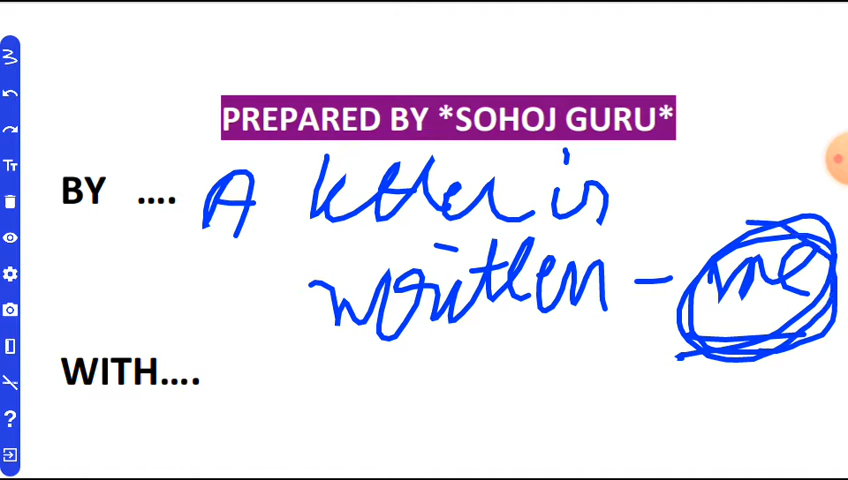 PREPARED BY *SOHOJ GURU*
BY .... A letter is
written - me
WITH....